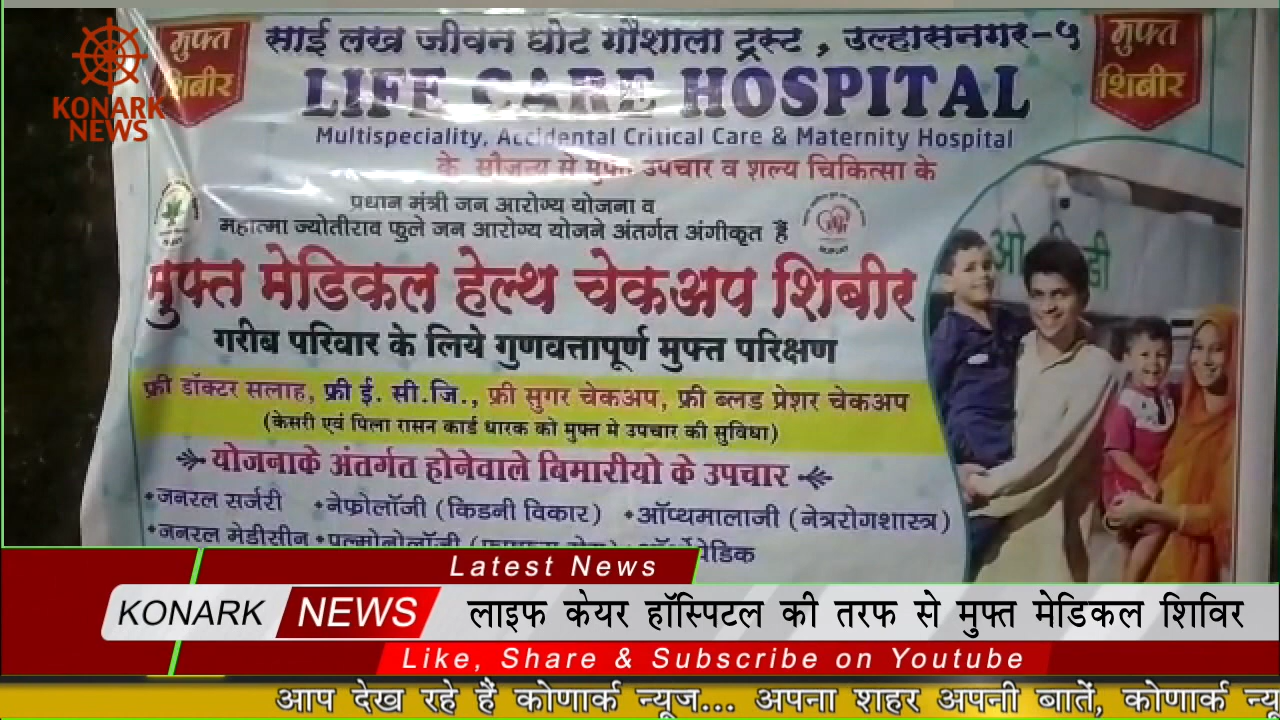 मुफ्त शिबीर
साई लख जीवन घोट गौशाला ट्रस्ट , उल्हासनगर-५
मुफ्त शिबीर
KONARK NEWS
LIFE CARE HOSPITAL
Multispeciality, Accidental Critical Care & Maternity Hospital
के सौजन्य से मुफ्त उपचार व शल्य चिकित्सा के
प्रधान मंत्री जन आरोग्य योजना व
महात्मा ज्योतीराव फुले जन आरोग्य योजने अंतर्गत अंगीकृत हैं
मुफ्त मेडिकल हेल्थ चेकअप शिबीर
गरीब परिवार के लिये गुणवत्तापूर्ण मुफ्त परिक्षण
फ्री डॉक्टर सलाह, फ्री ई. सी.जि., फ्री सुगर चेकअप, फ्री ब्लड प्रेशर चेकअप
(केसरी एवं पिला रासन कार्ड धारक को मुफ्त मे उपचार की सुविधा)
योजनाके अंतर्गत होनेवाले बिमारीयो के उपचार
•जनरल सर्जरी •नेफ्रोलॉजी (किडनी विकार) •ऑप्थमालाजी (नेत्ररोगशास्त्र)
•जनरल मेडीसीन •पल्मोनोलॉजी
Latest News
KONARK NEWS लाइफ केयर हॉस्पिटल की तरफ से मुफ्त मेडिकल शिविर
Like, Share & Subscribe on Youtube
आप देख रहे हैं कोणार्क न्यूज... अपना शहर अपनी बातें, कोणार्क न्यू